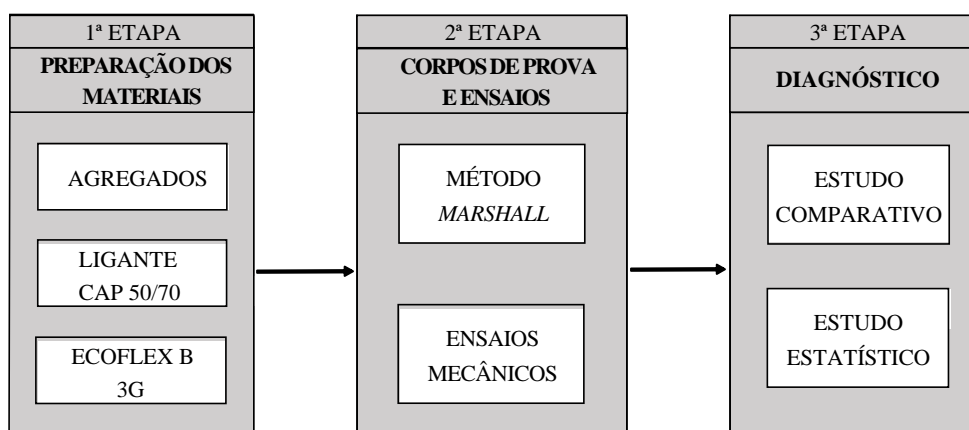 1ª ETAPA
PREPARAÇÃO DOS
MATERIAIS
AGREGADOS
LIGANTE
CAP 50/70
ECOFLEX B
3G
2ª ETAPA
CORPOS DE PROVA
E ENSAIOS
MÉTODO
MARSHALL
ENSAIOS
MECÂNICOS
3ª ETAPA
DIAGNÓSTICO
ESTUDO
COMPARATIVO
ESTUDO
ESTATÍSTICO